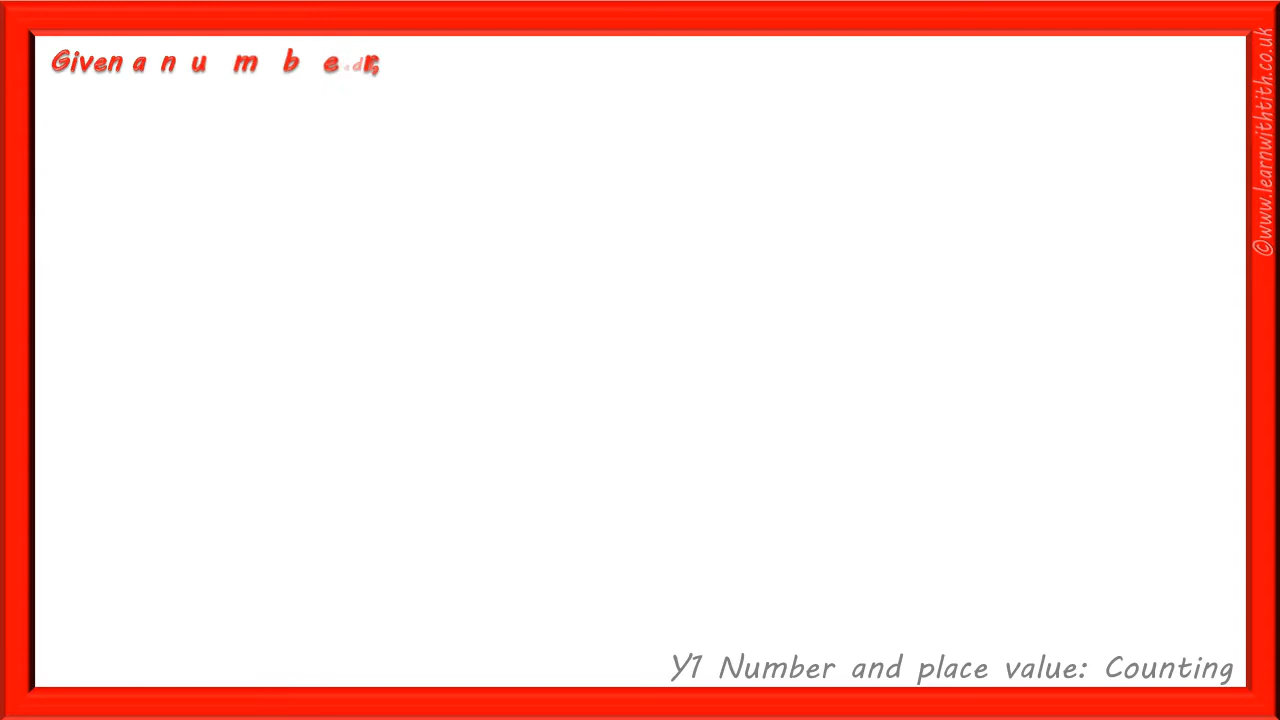 Given a number,
Y1 Number and place value: Counting
©www.learnwithtith.co.uk